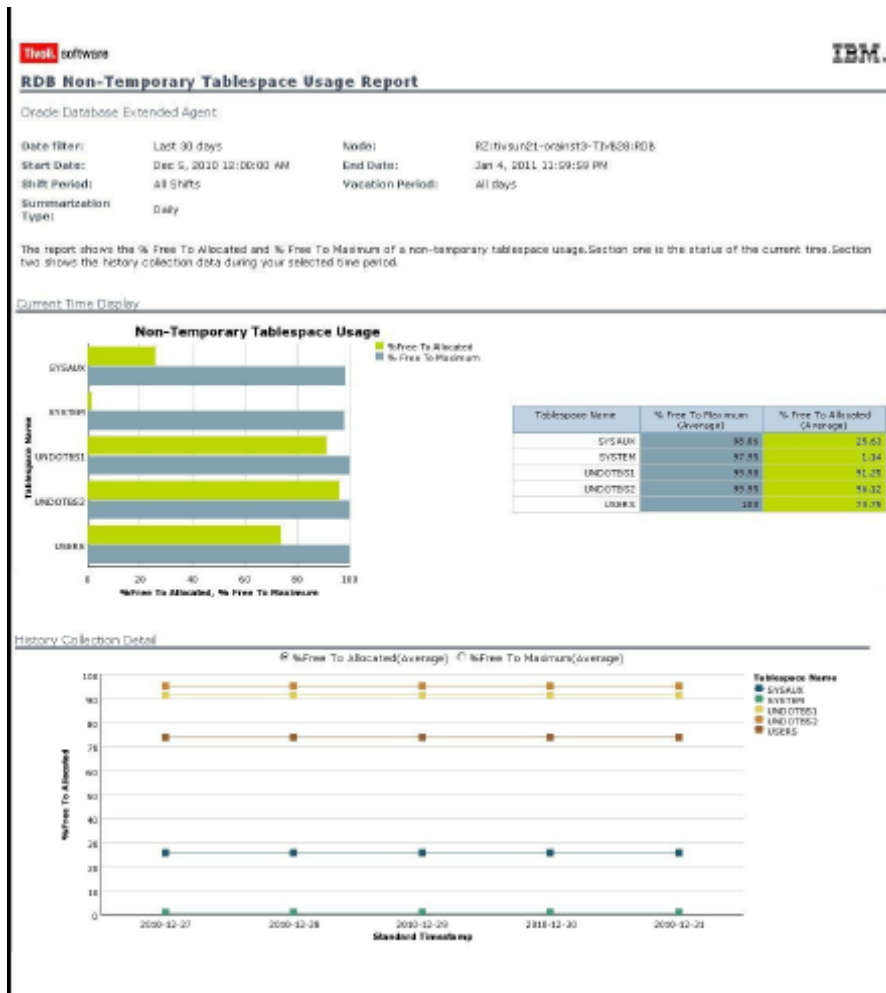 Tivoli. software
IBM.
RDB Non-Temporary Tablespace Usage Report
Oracle Database Extended Agent
Date filter: Last 30 days Node: R2:tivsun21-orainst3-TIVB28:RDB
Start Date: Dec 5, 2010 12:00:00 AM End Date: Jan 4, 2011 11:59:59 PM
Shift Period: All Shifts Vacation Period: All days
Summarization Type: Daily
The report shows the % Free To Allocated and % Free To Maximum of a non-temporary tablespace usage.Section one is the status of the current time.Section
two shows the history collection data during your selected time period.
Current Time Display
Non-Temporary Tablespace Usage
%Free To Allocated
% Free To Maximum
Tablespace Name
SYSAUX
SYSTEM
UNDOTBS1
UNDOTBS2
USERS
0 20 40 60 80 100
%Free To Allocated, % Free To Maximum
Tablespace Name % Free To Maximum (Average) % Free To Allocated (Average)
SYSAUX
SYSTEM 1.14
UNDOTBS1 91.25
UNDOTBS2 96.12
USERS 100
History Collection Detail
%Free To Allocated(Average) %Free To Maximum(Average)
%Free To Allocated
100
90
80
70
60
50
40
30
20
10
0
2010-12-27 2010-12-28 2010-12-29 2010-12-30 2010-12-31
Standard Timestamp
Tablespace Name
SYSAUX
SYSTEM
UNDOTBS1
UNDOTBS2
USERS